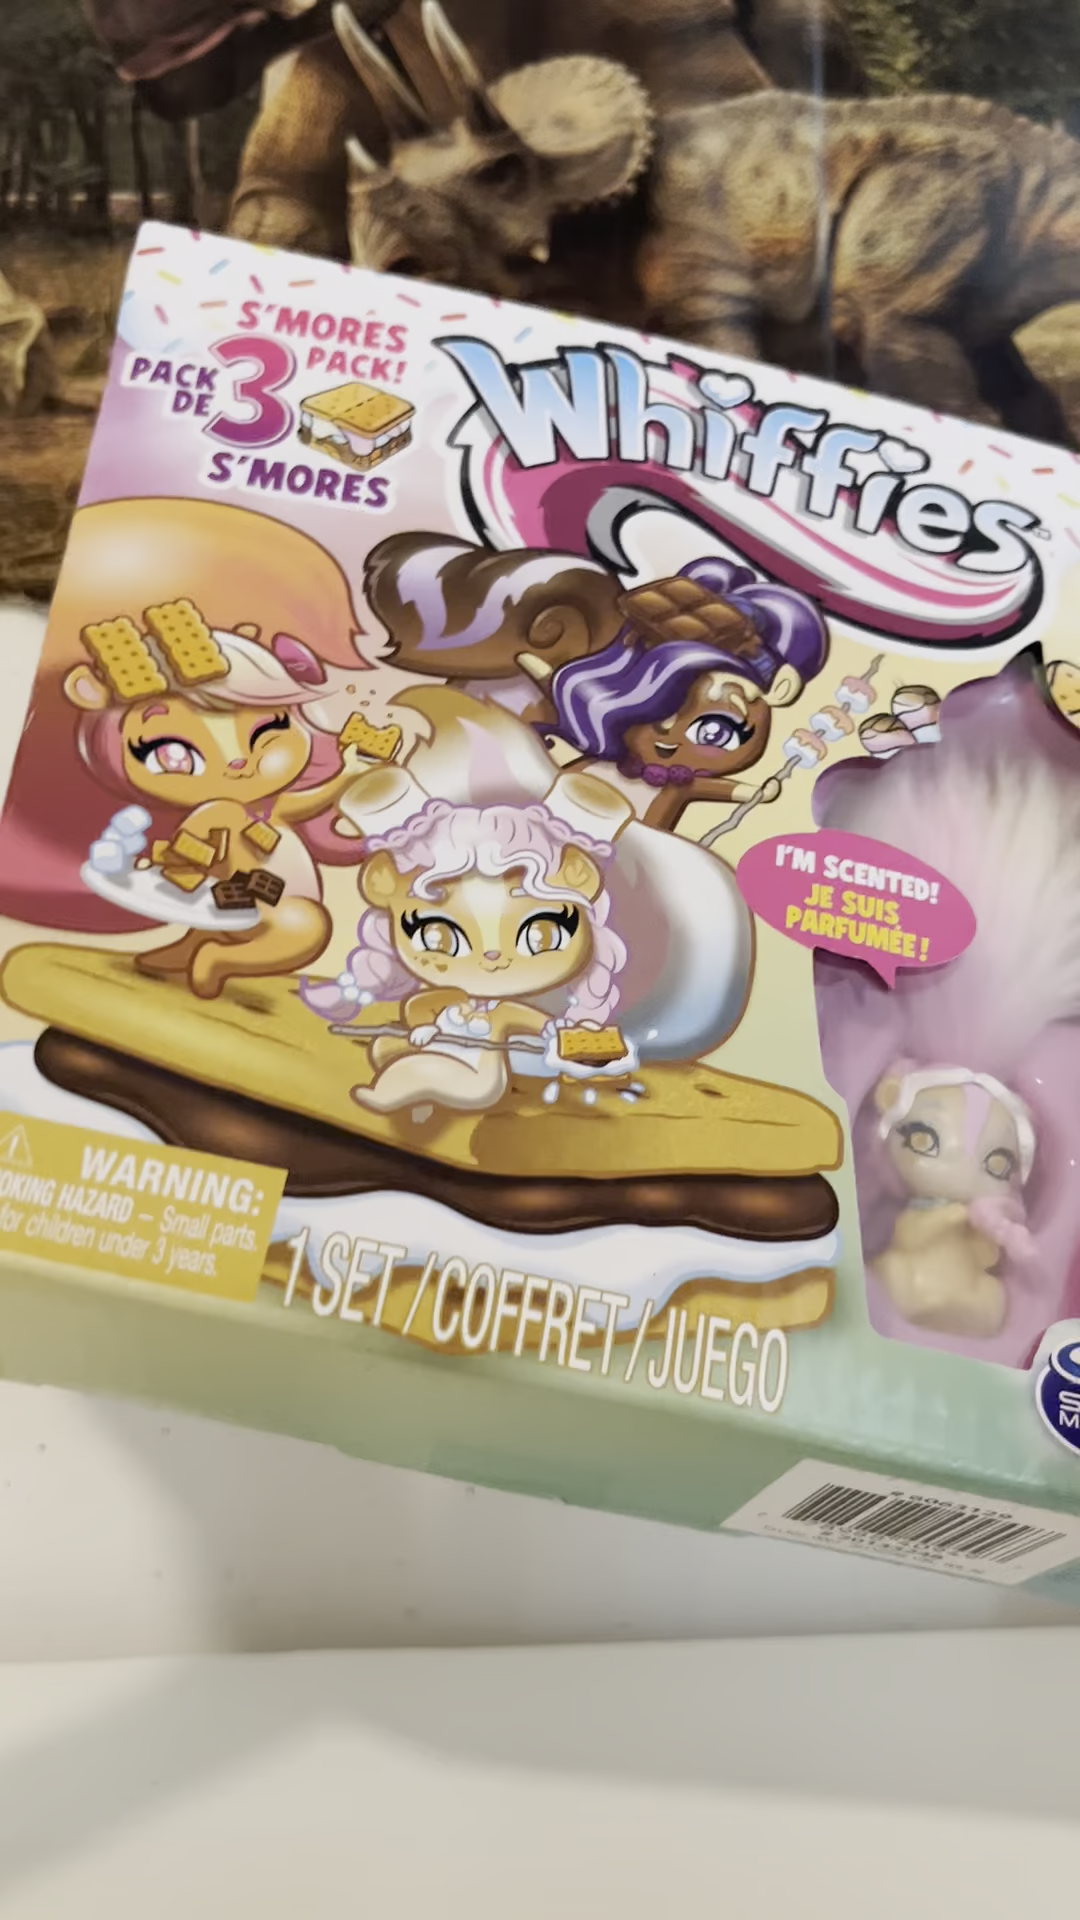 S'MORES
PACK!
PACK
DE
3
S'MORES
Whiffies
I'M SCENTED!
JE SUIS
PARFUMÉE!
WARNING:
HAZARD – Small parts.
for children under 3 years.
1 SET / COFFRET / JUEGO